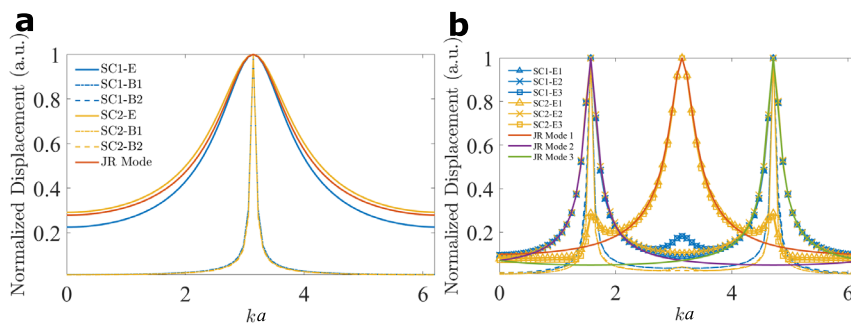 a
Normalized Displacement (a.u.)
1
0.8
0.6
0.4
0.2
SC1-E
SC1-B1
SC1-B2
SC2-E
SC2-B1
SC2-B2
JR Mode
0
2
4
6
ka
b
Normalized Displacement (a.u.)
1
0.8
0.6
0.4
0.2
SC1-E1
SC1-E2
SC1-E3
SC2-E1
SC2-E2
SC2-E3
JR Mode 1
JR Mode 2
JR Mode 3
0
2
4
6
ka